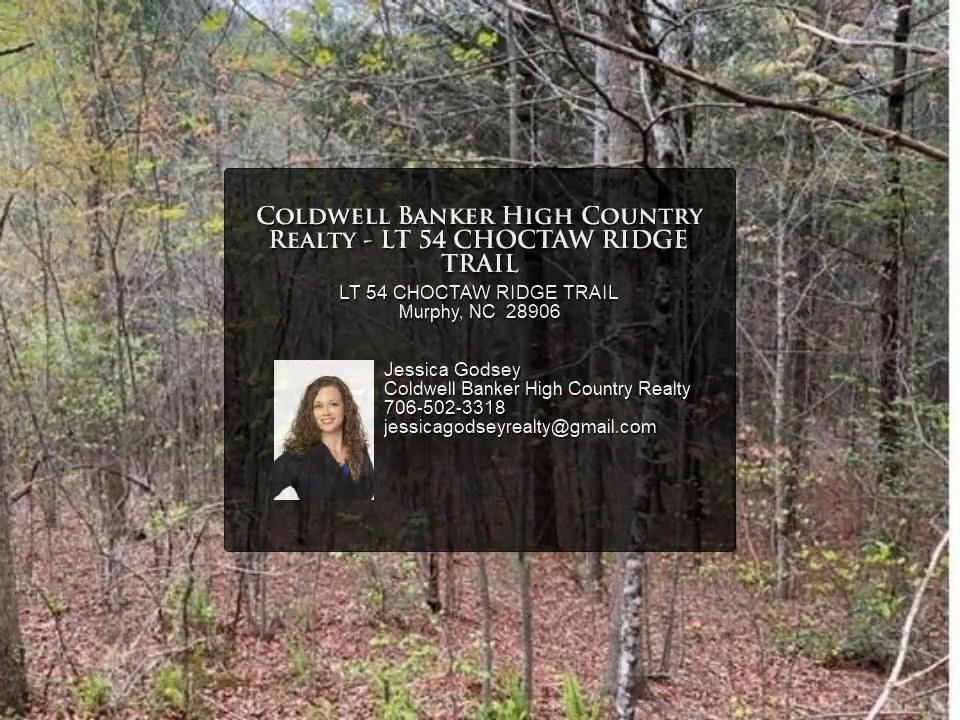 Coldwell Banker High Country
Realty - LT 54 CHOCTAW RIDGE
TRAIL
LT 54 CHOCTAW RIDGE TRAIL
Murphy, NC  28906
Jessica Godsey
Coldwell Banker High Country Realty
706-502-3318
jessicagodseyrealty@gmail.com